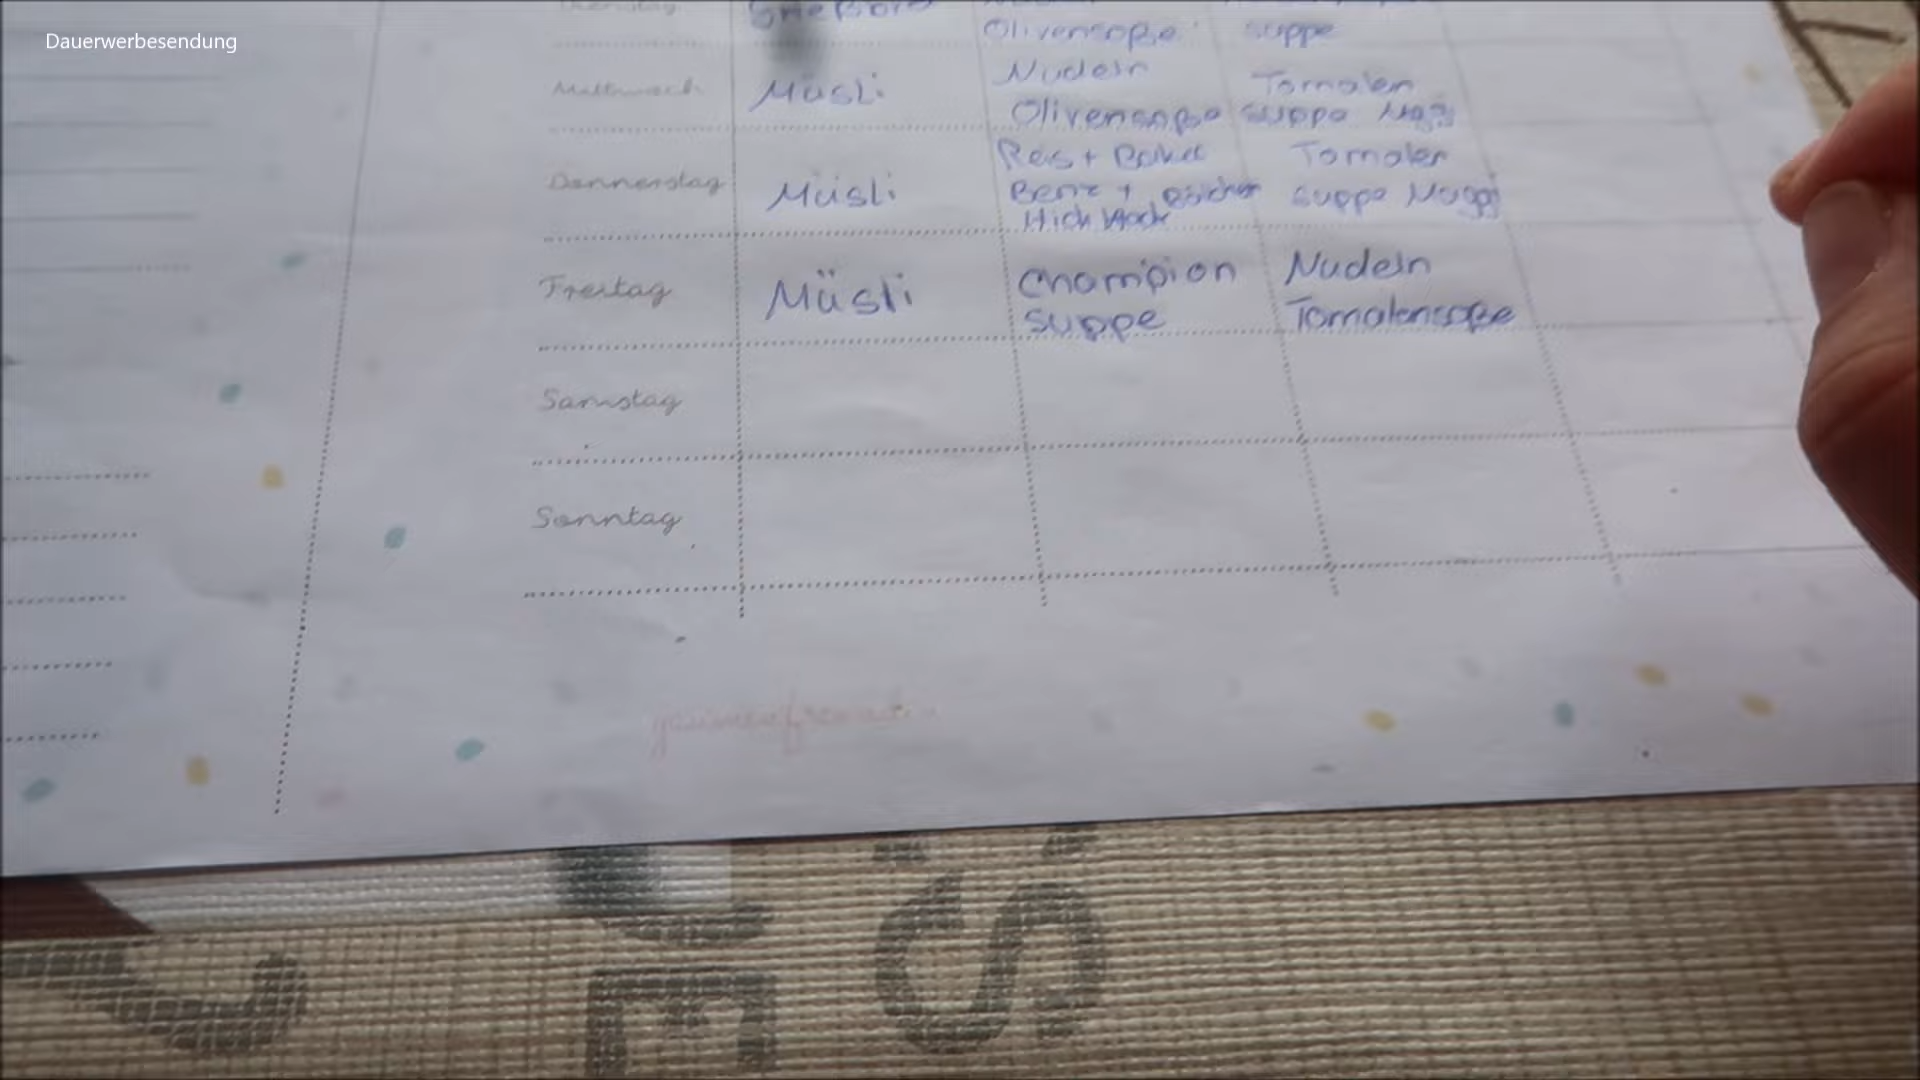 Dauerwerbesendung
Dienstag
Olivensoße suppe
Mittwoch Müsli Nudeln Tomaten
Olivensoße suppe Maggi
Donnerstag Müsli Reis + Tomaten
suppe Maggi
Freitag Müsli Champion Nudeln
suppe Tomatensoße
Samstag
Sonntag